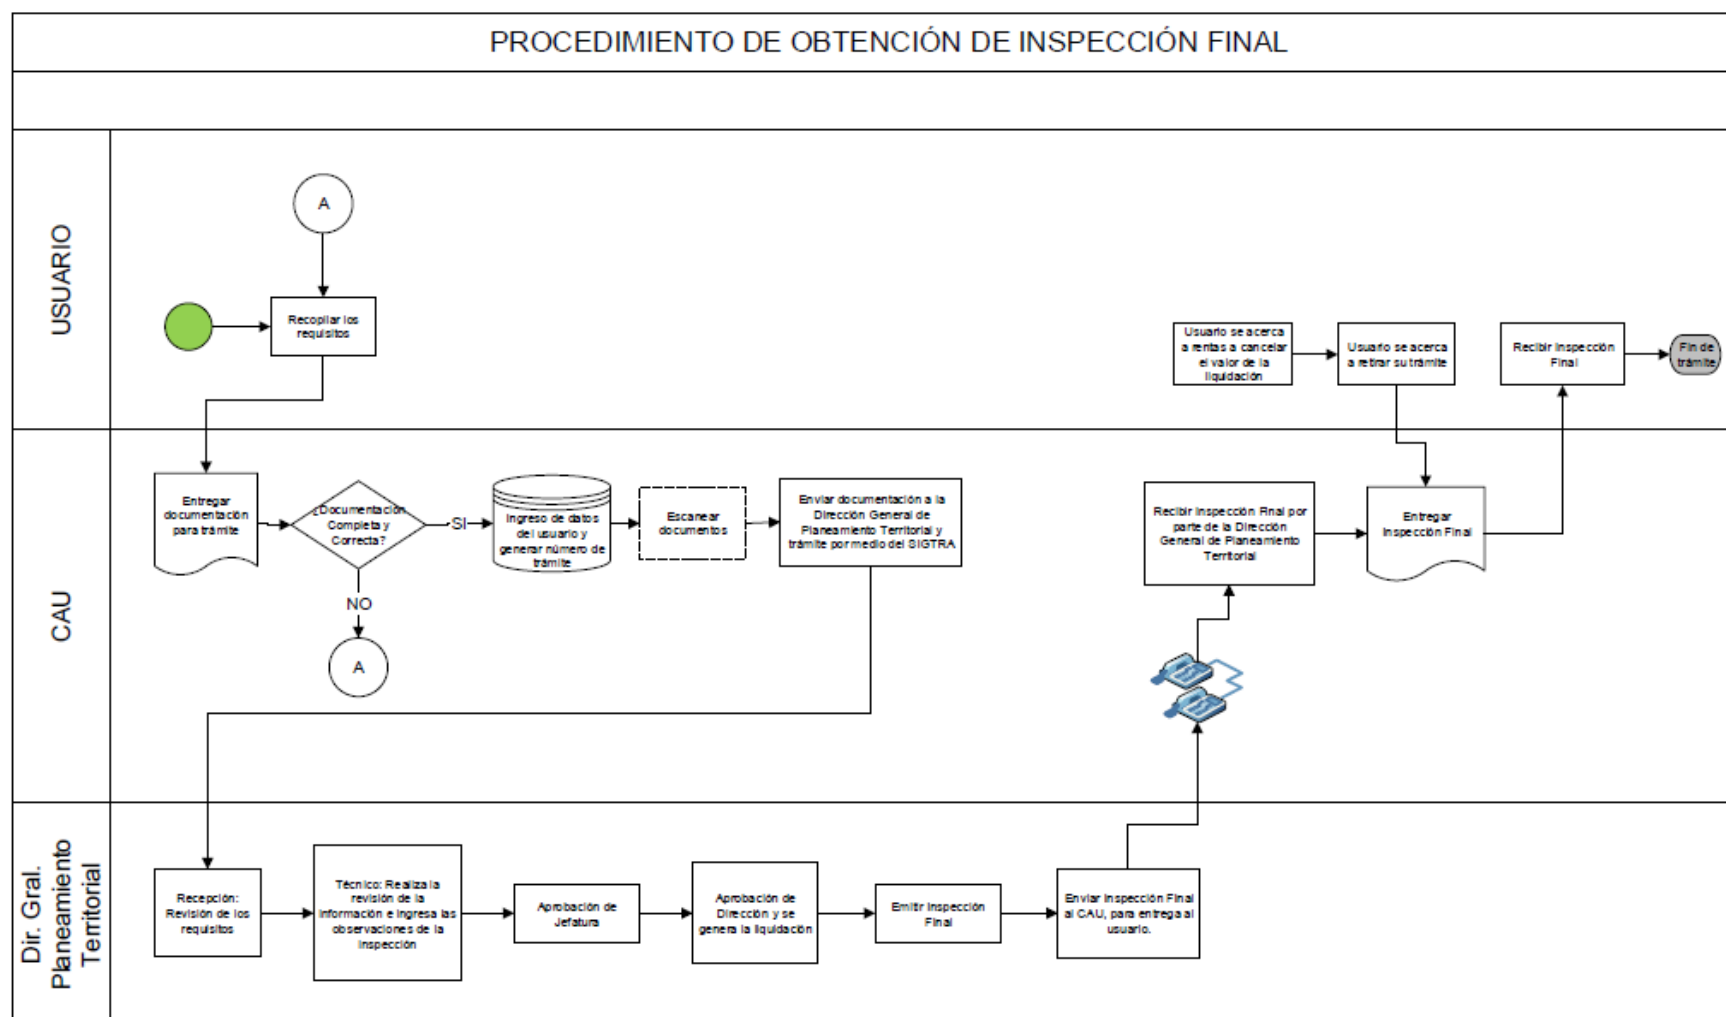 PROCEDIMIENTO DE OBTENCIÓN DE INSPECCIÓN FINAL
USUARIO
A
Recopilar los
requisitos
Usuario se acerca
a rentas a cancelar
el valor de la
liquidación
Usuario se acerca
a retirar su trámite
Recibir Inspección
Final
Fin de
trámite
CAU
Entregar
documentación
para trámite
¿Documentación
Completa y
Correcta?
SI
NO
A
Ingreso de datos
del usuario y
generar número de
trámite
Escanear
documentos
Enviar documentación a la
Dirección General de
Planeamiento Territorial y
trámite por medio del SIGTRA
Recibir Inspección Final por
parte de la Dirección
General de Planeamiento
Territorial
Entregar
Inspección Final
Dir. Gral.
Planeamiento
Territorial
Recepción:
Revisión de los
requisitos
Técnico: Realiza la
revisión de la
información e ingresa las
observaciones de la
inspección
Aprobación de
Jefatura
Aprobación de
Dirección y se
genera la liquidación
Emitir Inspección
Final
Enviar Inspección Final
al CAU, para entrega al
usuario.